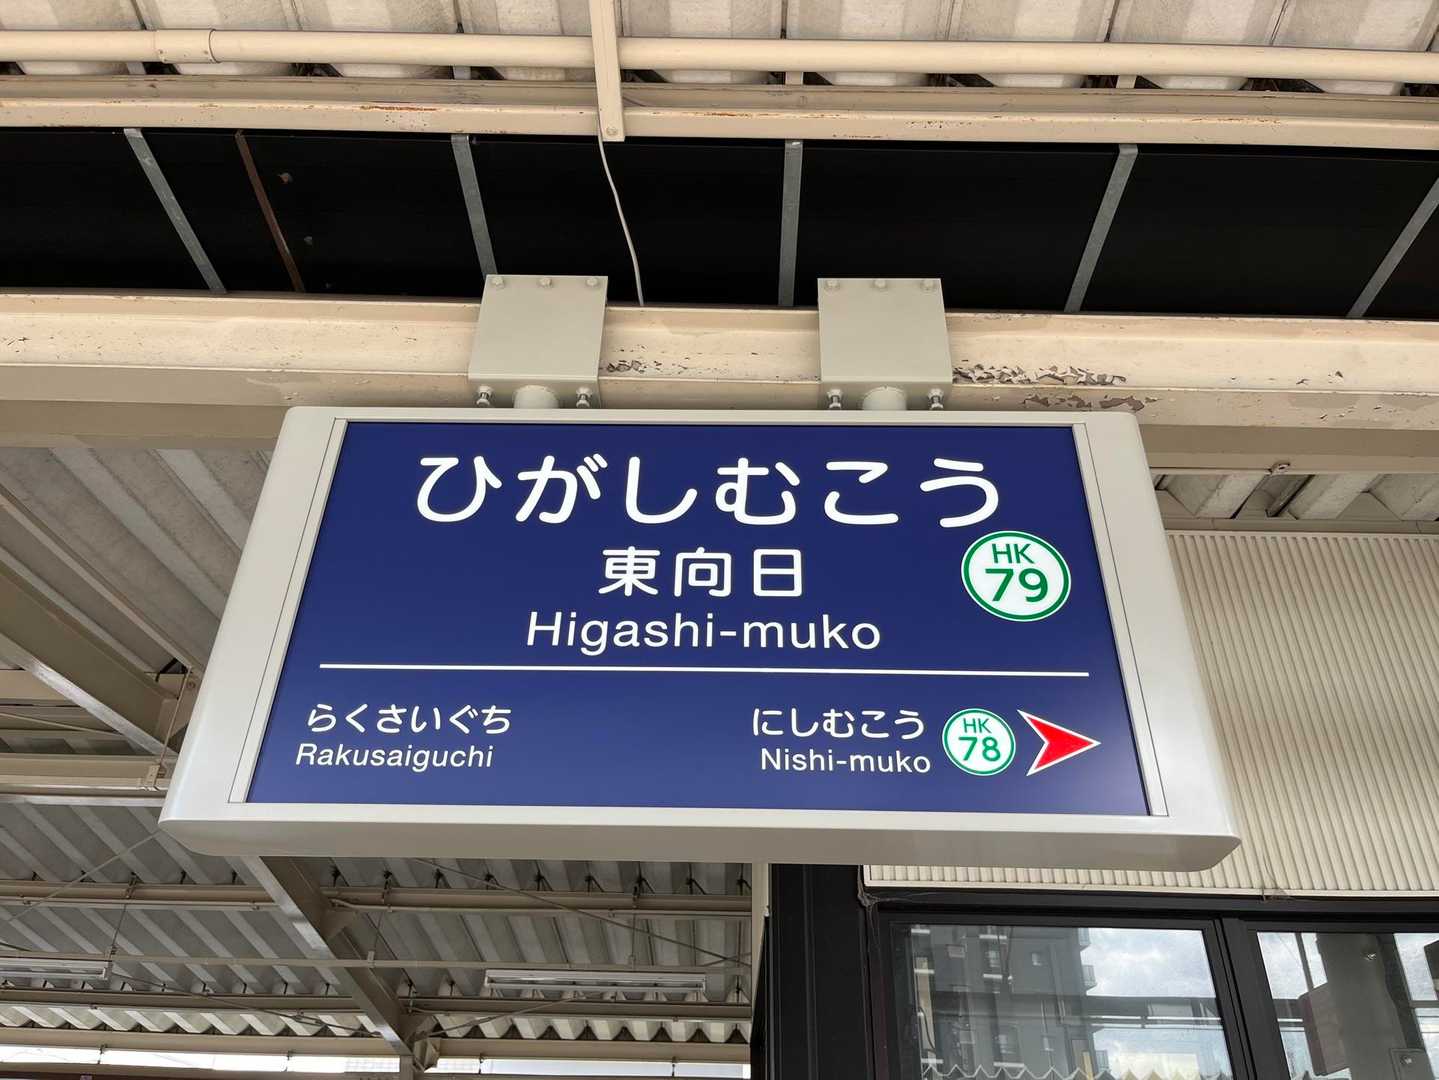 ひがしむこう
東向日
Higashi-muko
HK
79
らくさいぐち
Rakusaiguchi
にしむこう
Nishi-muko
HK
78